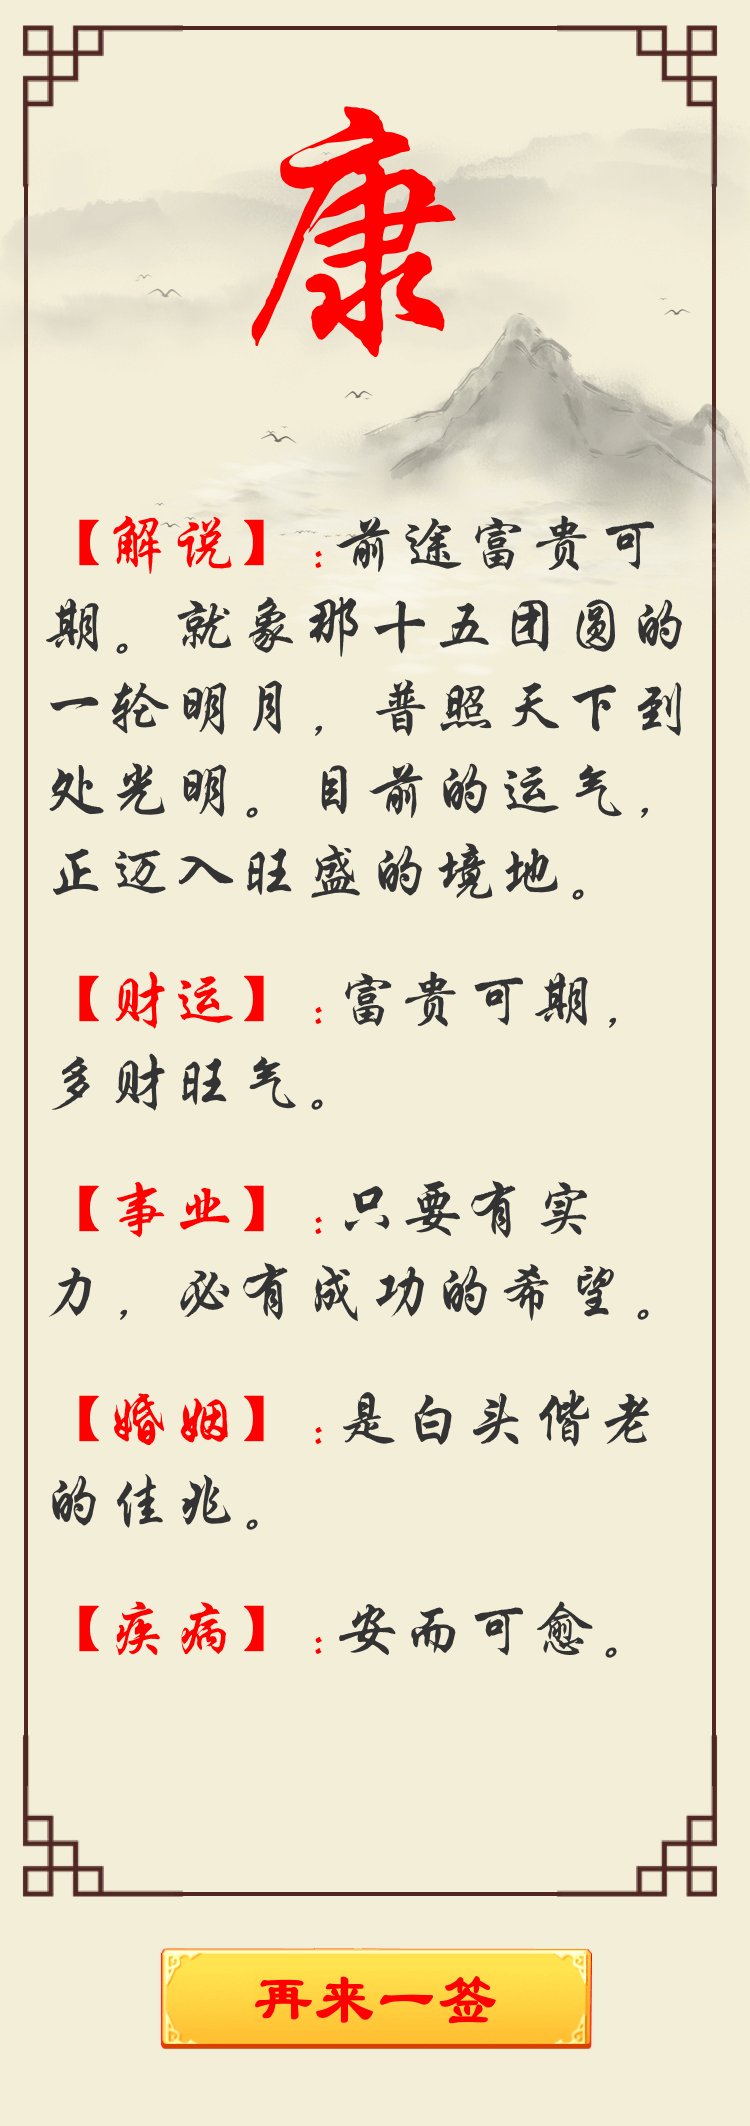 康
【解说】:前途富贵可
期。就象那十五团圆的
一轮明月，普照天下到
处光明。目前的运气，
正迈入旺盛的境地。
【财运】:富贵可期，
多财旺气。
【事业】:只要有实
力，必有成功的希望。
【婚姻】:是白头偕老
的佳兆。
【疾病】:安而可愈。
再来一签